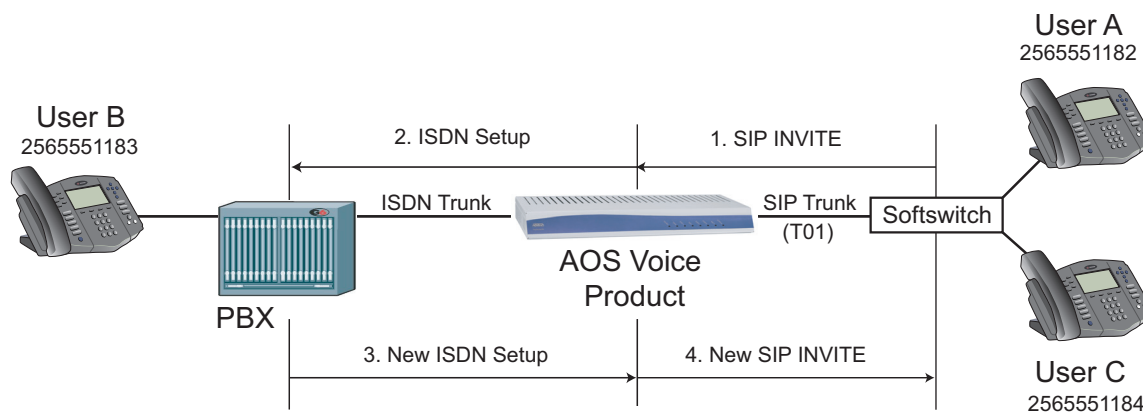 User A
2565551182
User B
2565551183
2. ISDN Setup
1. SIP INVITE
ISDN Trunk
SIP Trunk
(T01)
Softswitch
AOS Voice
Product
PBX
3. New ISDN Setup
4. New SIP INVITE
User C
2565551184